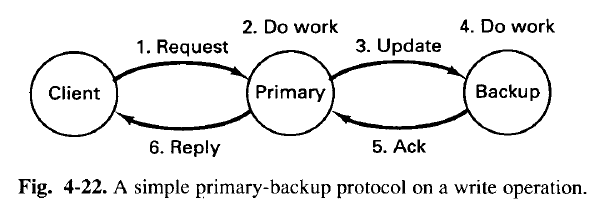 2. Do work
4. Do work
1. Request
3. Update
Client
Primary
Backup
6. Reply
5. Ack
Fig. 4-22. A simple primary-backup protocol on a write operation.